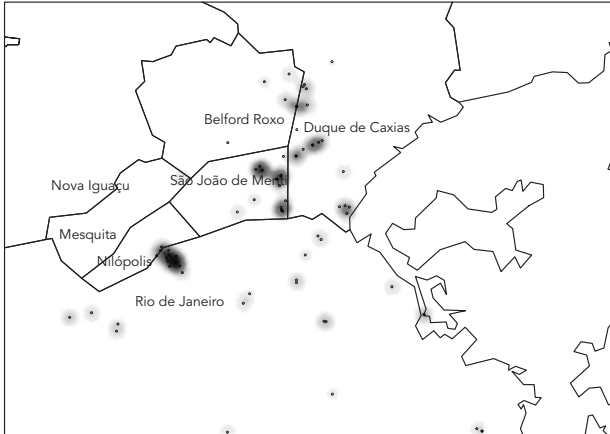 Belford Roxo
Duque de Caxias
Nova Iguaçu
São João de Meriti
Mesquita
Nilópolis
Rio de Janeiro